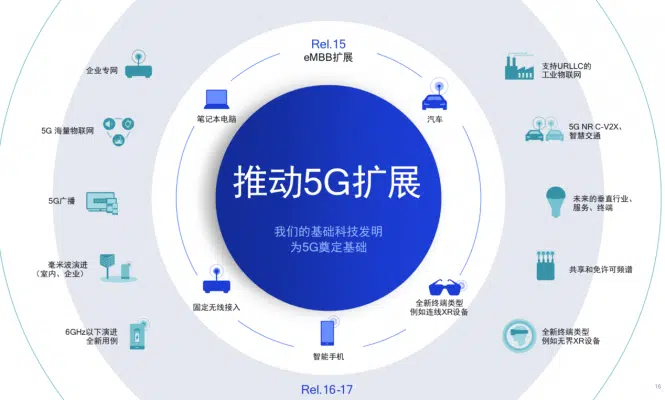 Rel.15
eMBB扩展
企业专网
5G 海量物联网
5G广播
毫米波演进
（室内、企业）
6GHz以下演进
全新用例
笔记本电脑
汽车
推动5G扩展
我们的基础科技发明
为5G奠定基础
固定无线接入
智能手机
全新终端类型
例如连线XR设备
支持URLLC的
工业物联网
5G NR C-V2X、
智慧交通
未来的垂直行业、
服务、终端
共享和免许可频谱
全新终端类型
例如无界XR设备
Rel.16-17
16